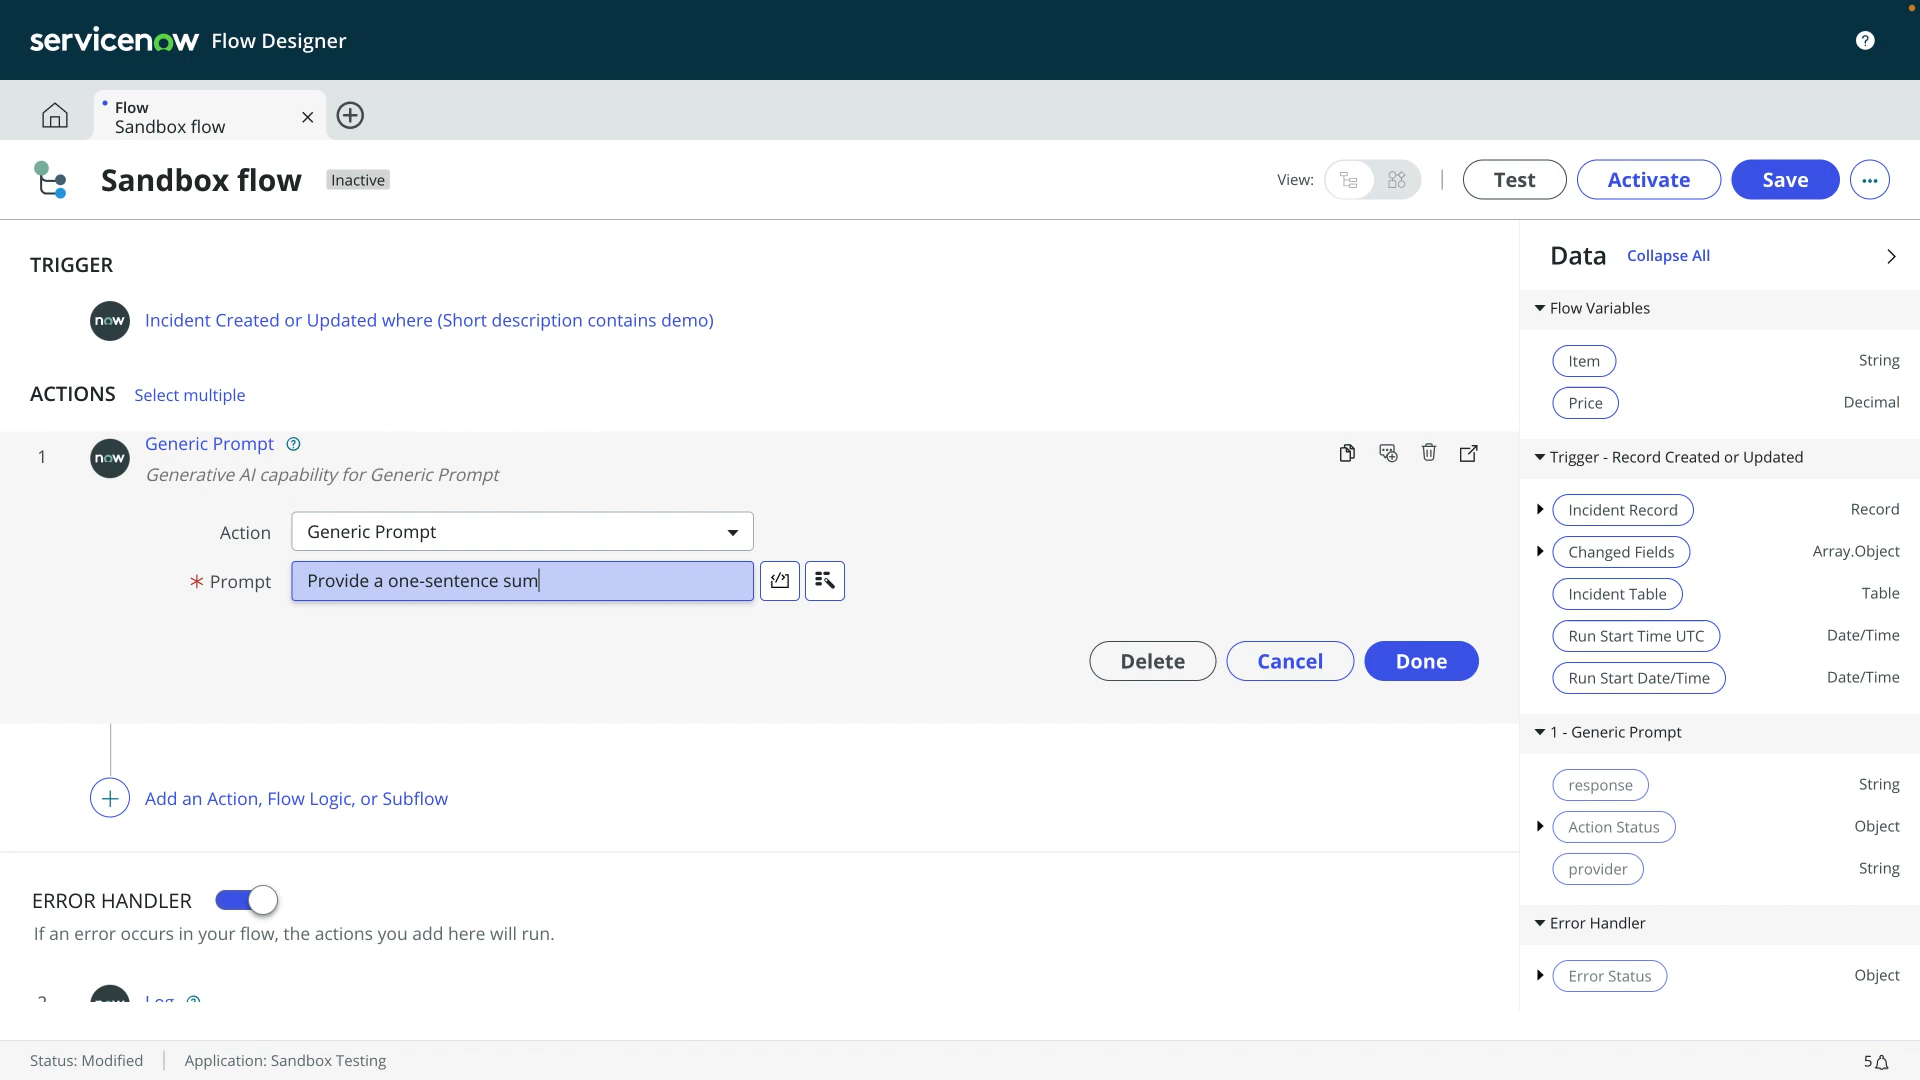 servicenow Flow Designer
Flow
Sandbox flow
Sandbox flow Inactive View: Test Activate Save
TRIGGER
now Incident Created or Updated where (Short description contains demo)
ACTIONS Select multiple
1 now Generic Prompt
Generative AI capability for Generic Prompt
Action Generic Prompt
* Prompt Provide a one-sentence sum
Delete Cancel Done
Add an Action, Flow Logic, or Subflow
ERROR HANDLER
If an error occurs in your flow, the actions you add here will run.
2 now Log
Data Collapse All
Flow Variables
Item String
Price Decimal
Trigger - Record Created or Updated
Incident Record Record
Changed Fields Array.Object
Incident Table Table
Run Start Time UTC Date/Time
Run Start Date/Time Date/Time
1 - Generic Prompt
response String
Action Status Object
provider String
Error Handler
Error Status Object
Status: Modified Application: Sandbox Testing 5